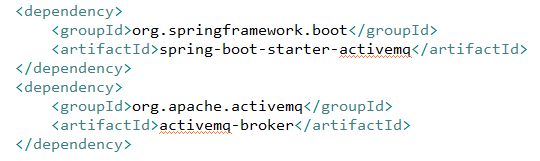 <dependency>
    <groupId>org.springframework.boot</groupId>
    <artifactId>spring-boot-starter-activemq</artifactId>
</dependency>
<dependency>
    <groupId>org.apache.activemq</groupId>
    <artifactId>activemq-broker</artifactId>
</dependency>